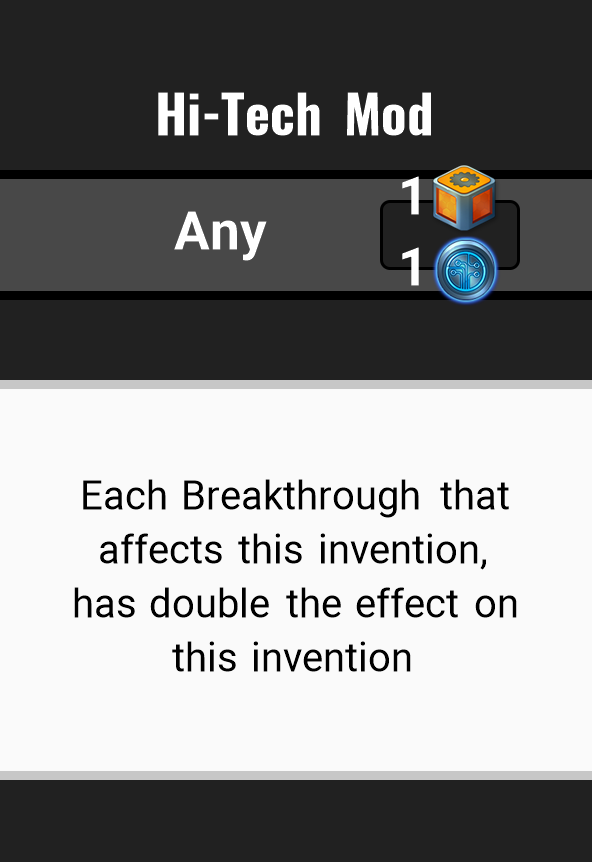 Hi-Tech Mod
Any
1
1
Each Breakthrough that
affects this invention,
has double the effect on
this invention